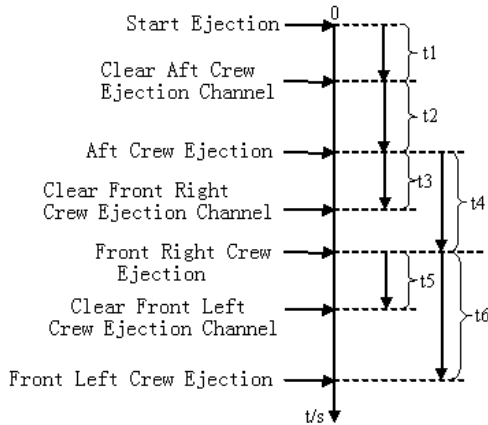 0
Start Ejection
t1
Clear Aft Crew
Ejection Channel
t2
Aft Crew Ejection
t3
Clear Front Right
Crew Ejection Channel
t4
Front Right Crew
Ejection
t5
Clear Front Left
Crew Ejection Channel
t6
Front Left Crew Ejection
t/s